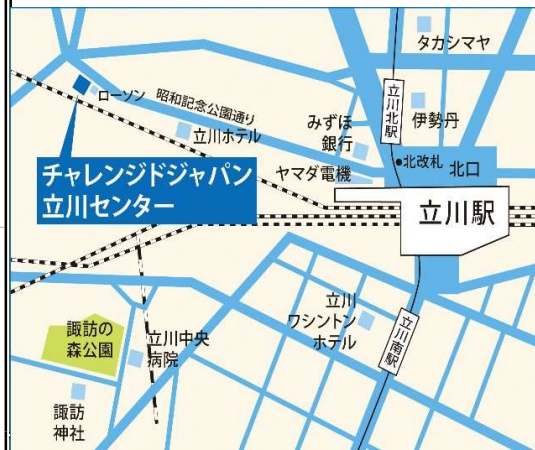 タカシマヤ
立川北駅
ローソン
昭和記念公園通り
伊勢丹
立川ホテル
みずほ
銀行
北改札
北口
ヤマダ電機
チャレンジドジャパン
立川センター
立川駅
諏訪の
森公園
立川中央
病院
立川
ワシントン
ホテル
立川南駅
諏訪
神社